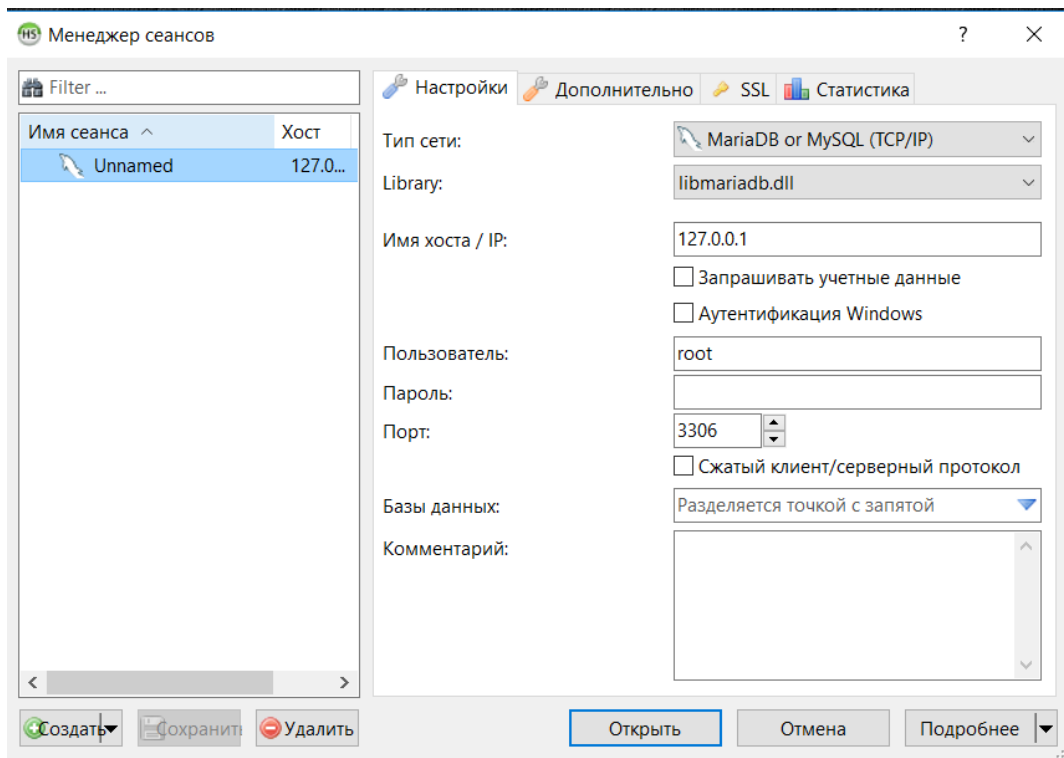 HS Менеджер сеансов ?
Filter ...
Имя сеанса Хост
Unnamed 127.0...
Настройки Дополнительно SSL Статистика
Тип сети: MariaDB or MySQL (TCP/IP)
Library: libmariadb.dll
Имя хоста / IP: 127.0.0.1
Запрашивать учетные данные
Аутентификация Windows
Пользователь: root
Пароль:
Порт: 3306
Сжатый клиент/серверный протокол
Базы данных: Разделяется точкой с запятой
Комментарий:
Создать Сохранить Удалить Открыть Отмена Подробнее